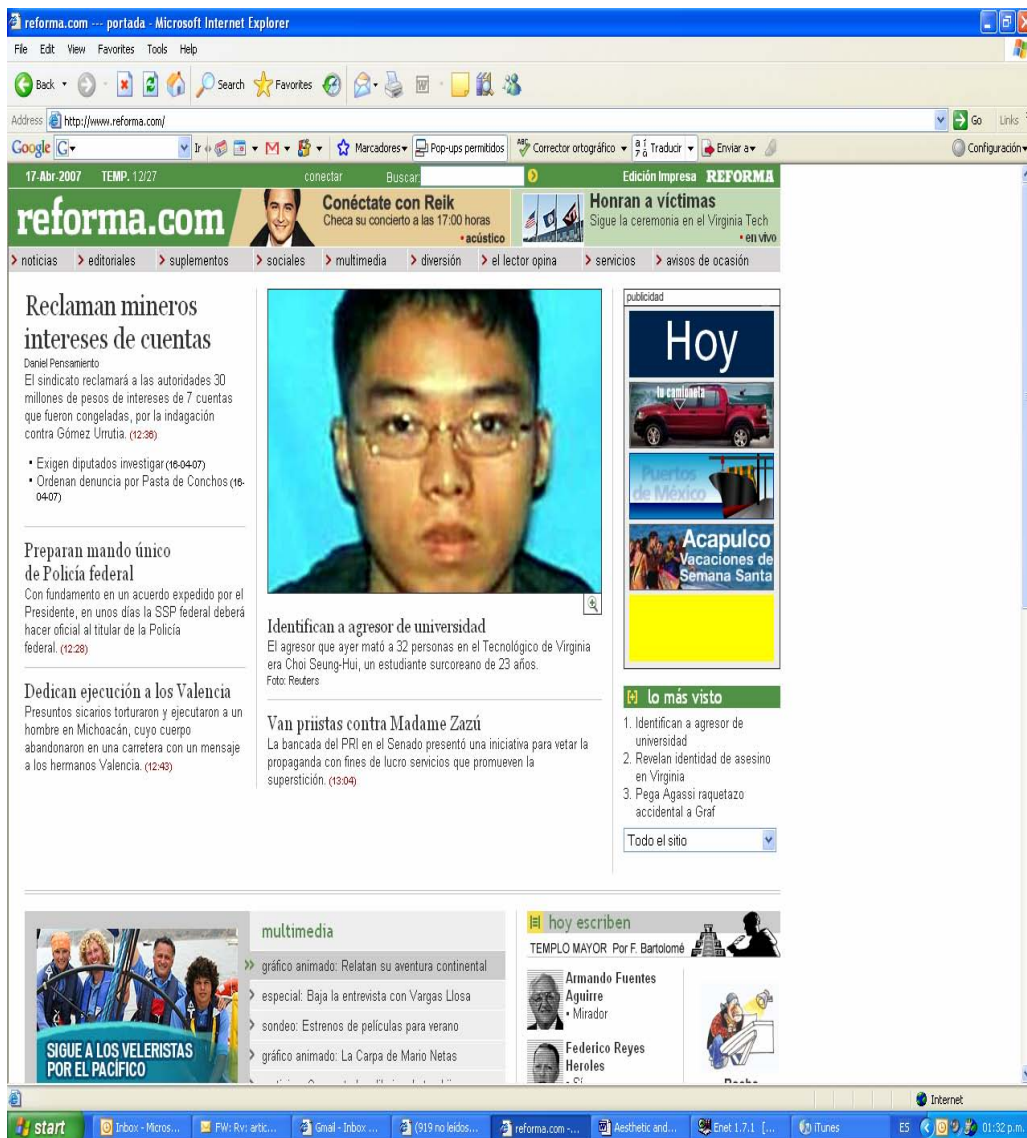 reforma.com --- portada - Microsoft Internet Explorer
File Edit View Favorites Tools Help
Back Search Favorites
Address http://www.reforma.com/ Go Links
Google G Ir Marcadores Pop-ups permitidos Corrector ortográfico Traducir Enviar a Configuración
17-Abr-2007 TEMP. 12/27 conectar Buscar: Edición Impresa REFORMA
reforma.com
Conéctate con Reik
Checa su concierto a las 17:00 horas
• acústico
Honran a víctimas
Sigue la ceremonia en el Virginia Tech
• en vivo
noticias editoriales suplementos sociales multimedia diversión el lector opina servicios avisos de ocasión
Reclaman mineros
intereses de cuentas
Daniel Pensamiento
El sindicato reclamará a las autoridades 30
millones de pesos de intereses de 7 cuentas
que fueron congeladas, por la indagación
contra Gómez Urrutia. (12:36)
• Exigen diputados investigar (16-04-07)
• Ordenan denuncia por Pasta de Conchos (16-
04-07)
Preparan mando único
de Policía federal
Con fundamento en un acuerdo expedido por el
Presidente, en unos días la SSP federal deberá
hacer oficial al titular de la Policía
federal. (12:28)
Dedican ejecución a los Valencia
Presuntos sicarios torturaron y ejecutaron a un
hombre en Michoacán, cuyo cuerpo
abandonaron en una carretera con un mensaje
a los hermanos Valencia. (12:43)
Identifican a agresor de universidad
El agresor que ayer mató a 32 personas en el Tecnológico de Virginia
era Choi Seung-Hui, un estudiante surcoreano de 23 años.
Foto: Reuters
Van priistas contra Madame Zazú
La bancada del PRI en el Senado presentó una iniciativa para vetar la
propaganda con fines de lucro servicios que promueven la
superstición. (13:04)
publicidad
Hoy
tu camioneta
Puertos
de México
Acapulco
Vacaciones de
Semana Santa
[+] lo más visto
1. Identifican a agresor de
universidad
2. Revelan identidad de asesino
en Virginia
3. Pega Agassi raquetazo
accidental a Graf
Todo el sitio
SIGUE A LOS VELERISTAS
POR EL PACÍFICO
multimedia
gráfico animado: Relatan su aventura continental
especial: Baja la entrevista con Vargas Llosa
sondeo: Estrenos de películas para verano
gráfico animado: La Carpa de Mario Netas
hoy escriben
TEMPLO MAYOR Por F. Bartolomé
Armando Fuentes
Aguirre
• Mirador
Federico Reyes
Heroles
Internet
start Inbox - Micros... FW: Rv: artic... Gmail - Inbox ... (919 no leídos... reforma.com -... Aesthetic and... Enet 1.7.1 [... iTunes ES 01:32 p.m.